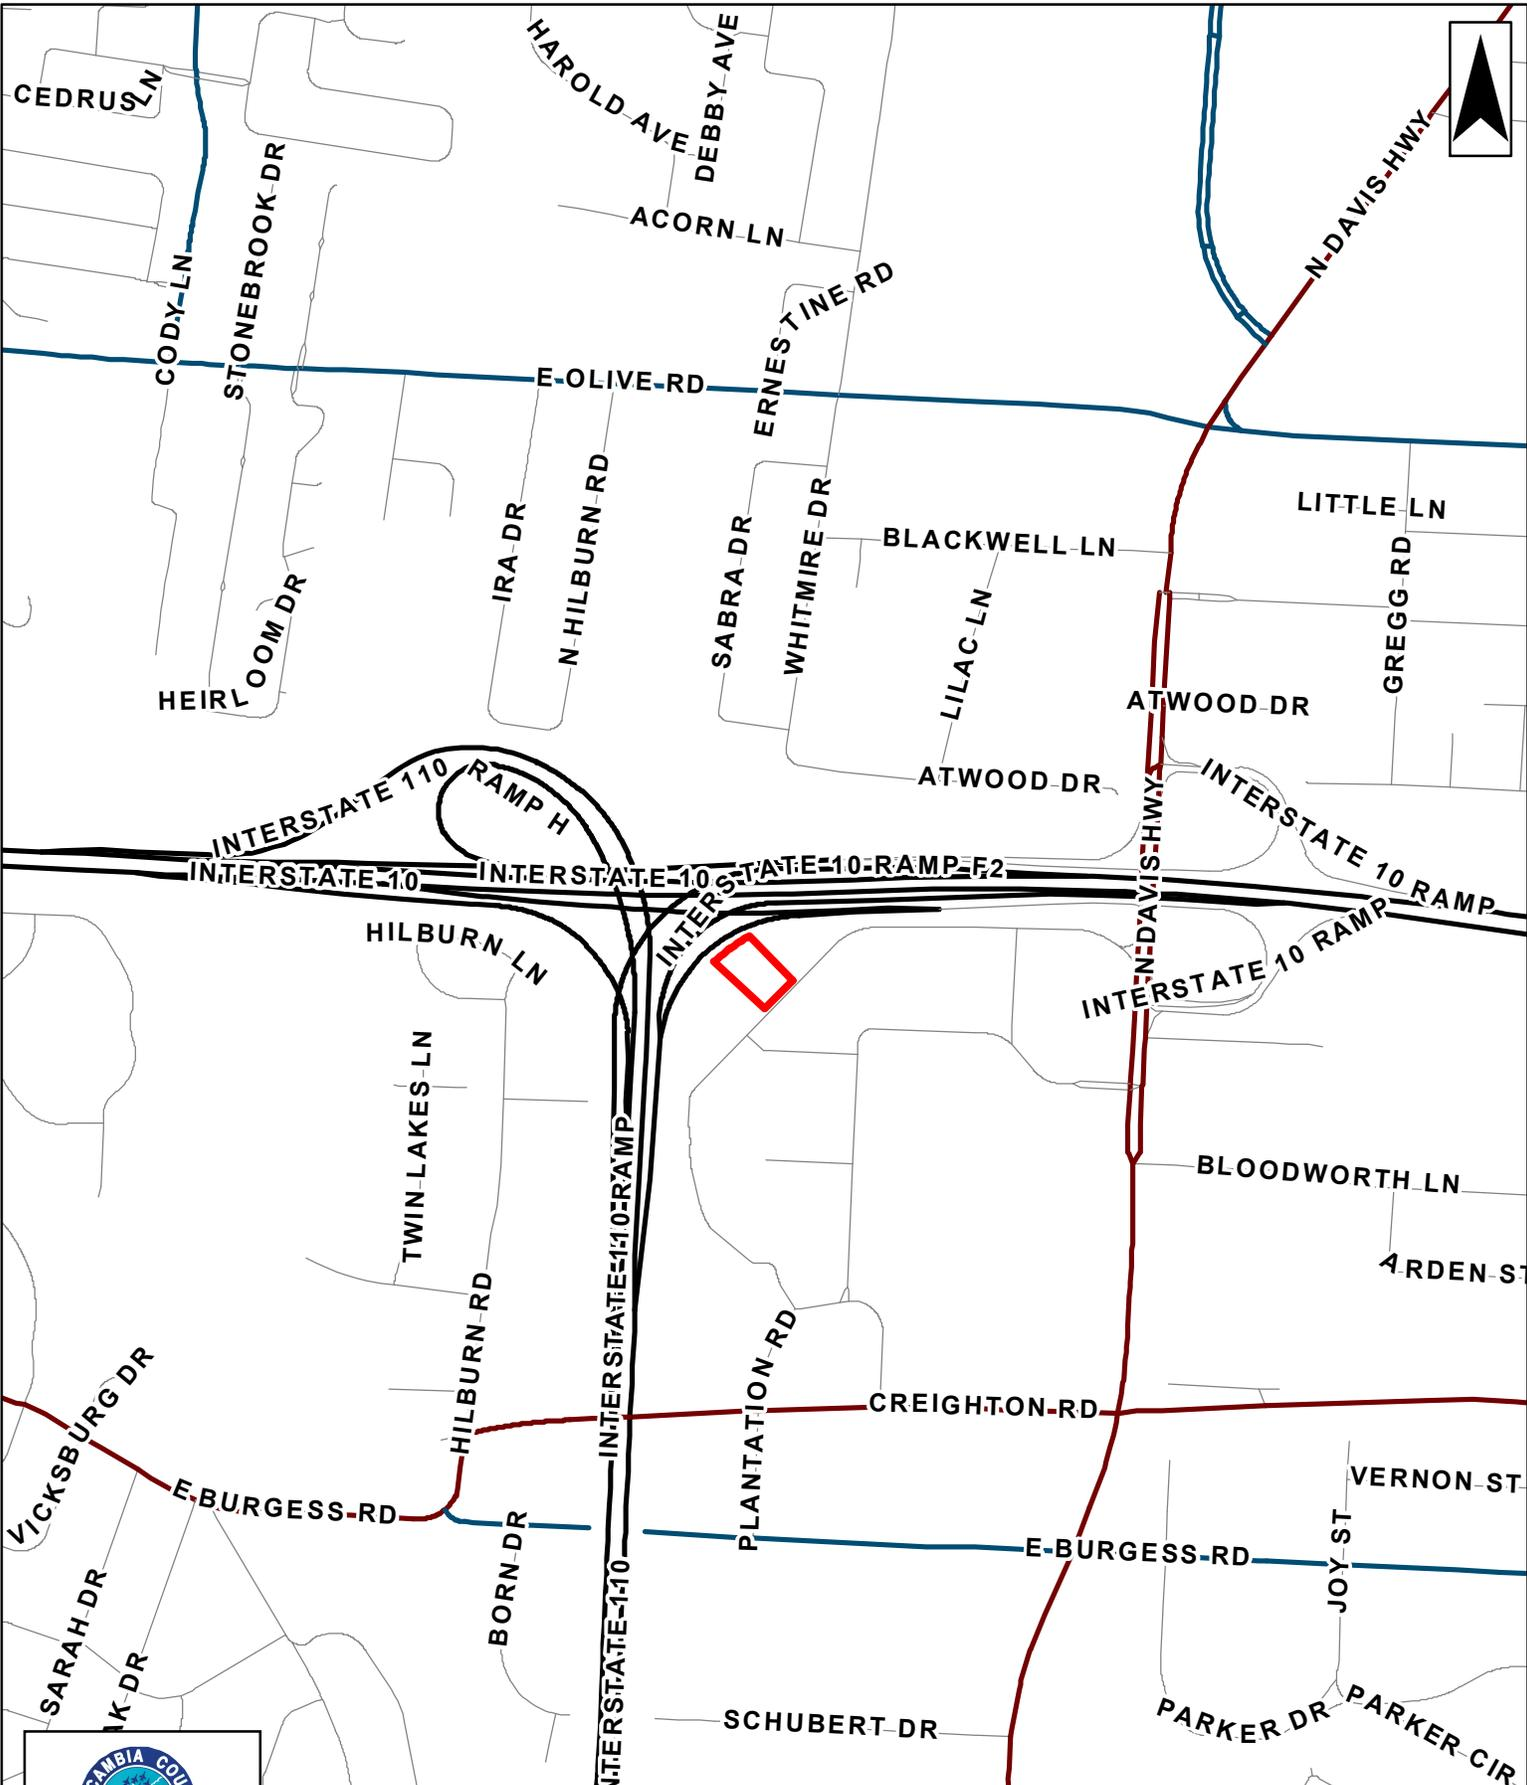 HAROLD AVE
DEBBY AVE
CEDRUS LN
N DAVIS HWY
STONEBROOK DR
ACORN LN
CODY LN
ERNESTINE RD
E OLIVE RD
LITTLE LN
IRA DR
N HILBURN RD
SABRA DR
WHITMIRE DR
BLACKWELL LN
GREGG RD
LILAC LN
HEIRLOOM DR
ATWOOD DR
ATWOOD DR
INTERSTATE 110 RAMP H
INTERSTATE 10 RAMP
N DAVIS HWY
INTERSTATE 10
INTERSTATE 10
INTERSTATE 10 RAMP F2
HILBURN LN
INTERSTATE 10 RAMP
TWIN LAKES LN
INTERSTATE 110 RAMP
BLOODWORTH LN
ARDEN ST
HILBURN RD
PLANTATION RD
VICKSBURG DR
CREIGHTON RD
VERNON ST
E BURGESS RD
BORN DR
E BURGESS RD
JOY ST
SARAH DR
AK DR
INTERSTATE 110
SCHUBERT DR
PARKER DR
PARKER CIR
CAMBIA COU